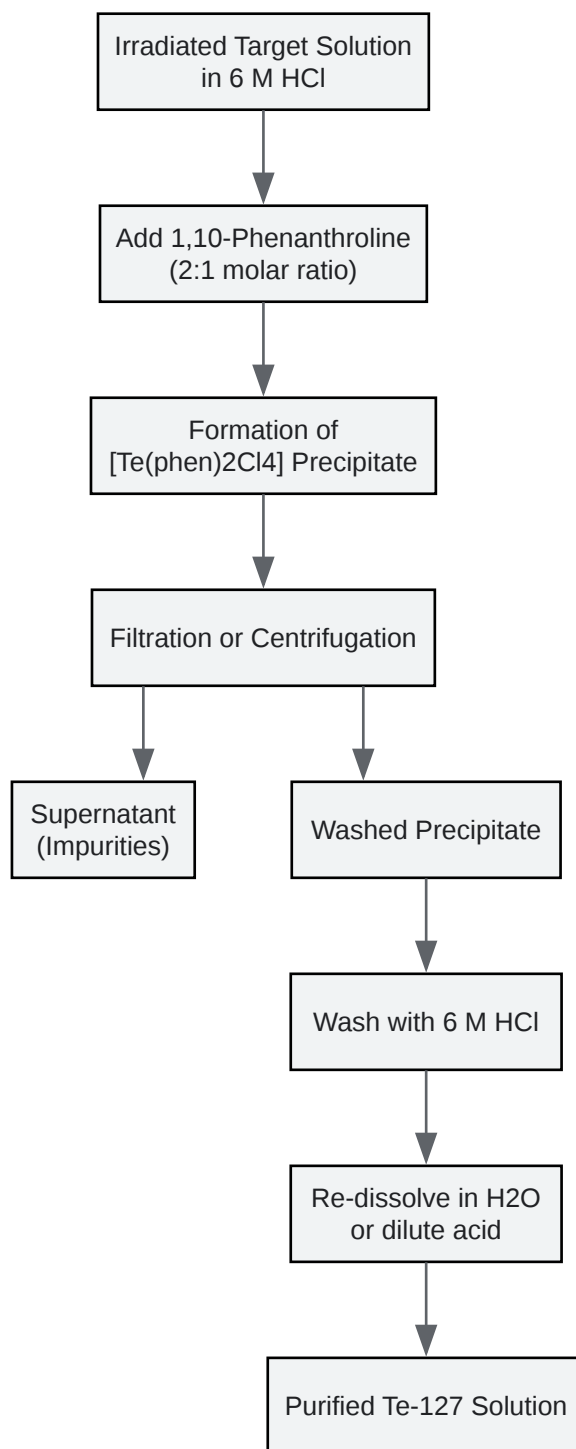 Irradiated Target Solution
in 6 M HCl
Add 1,10-Phenanthroline
(2:1 molar ratio)
Formation of
[Te(phen)2Cl4] Precipitate
Filtration or Centrifugation
Supernatant
(Impurities)
Washed Precipitate
Wash with 6 M HCl
Re-dissolve in H2O
or dilute acid
Purified Te-127 Solution